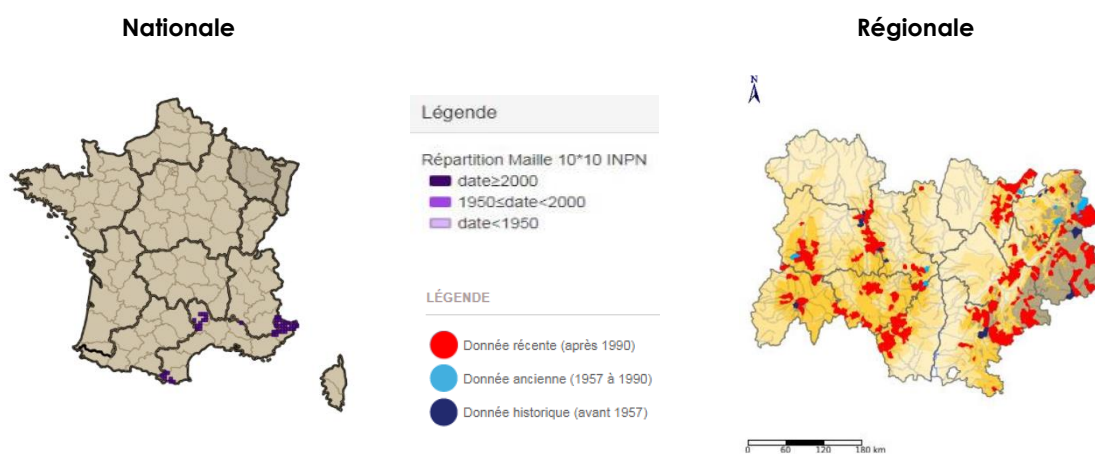 Nationale
Régionale
Légende
Répartition Maille 10*10 INPN
date≥2000
1950≤date<2000
date<1950
LÉGENDE
Donnée récente (après 1990)
Donnée ancienne (1957 à 1990)
Donnée historique (avant 1957)
N
0 60 120 180 km